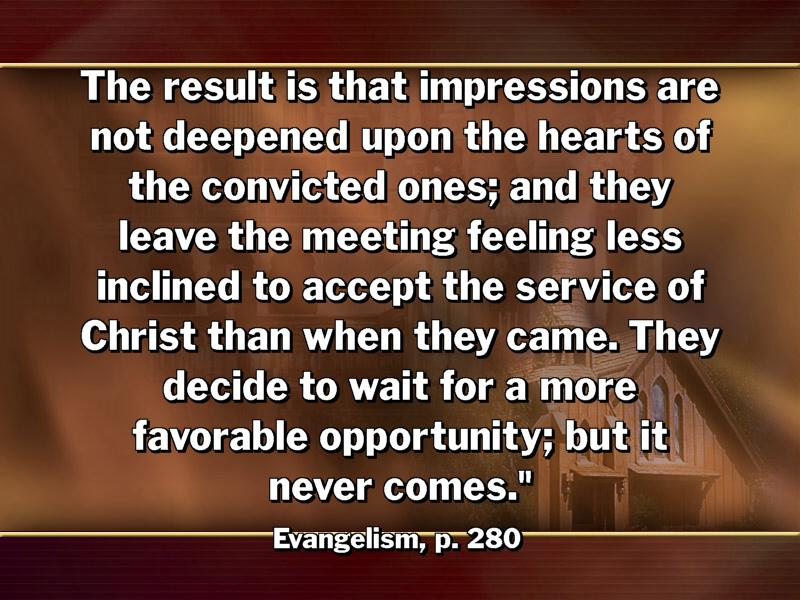 The result is that impressions are
not deepened upon the hearts of
the convicted ones; and they
leave the meeting feeling less
inclined to accept the service of
Christ than when they came. They
decide to wait for a more
favorable opportunity; but it
never comes."
Evangelism, p. 280